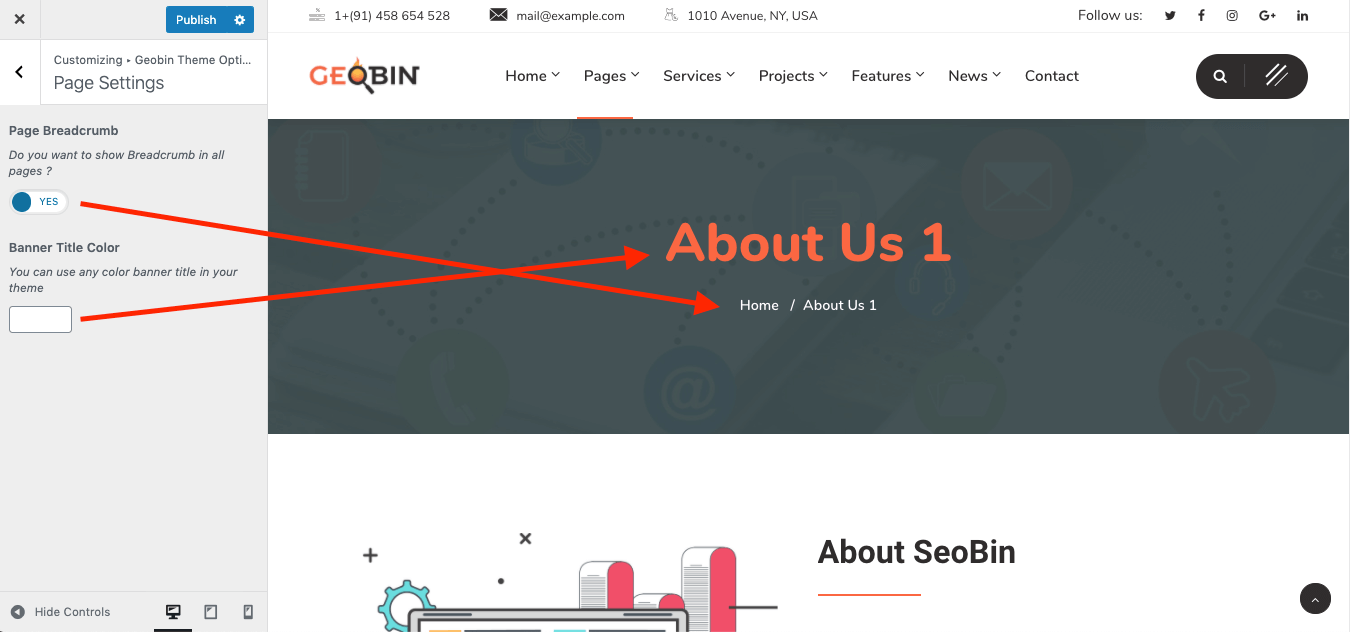 Publish
Customizing ▸ Geobin Theme Opti...
Page Settings
Page Breadcrumb
Do you want to show Breadcrumb in all
pages ?
YES
Banner Title Color
You can use any color banner title in your
theme
Hide Controls
1+(91) 458 654 528 mail@example.com 1010 Avenue, NY, USA Follow us:
GEOBIN
Home Pages Services Projects Features News Contact
About Us 1
Home / About Us 1
About SeoBin